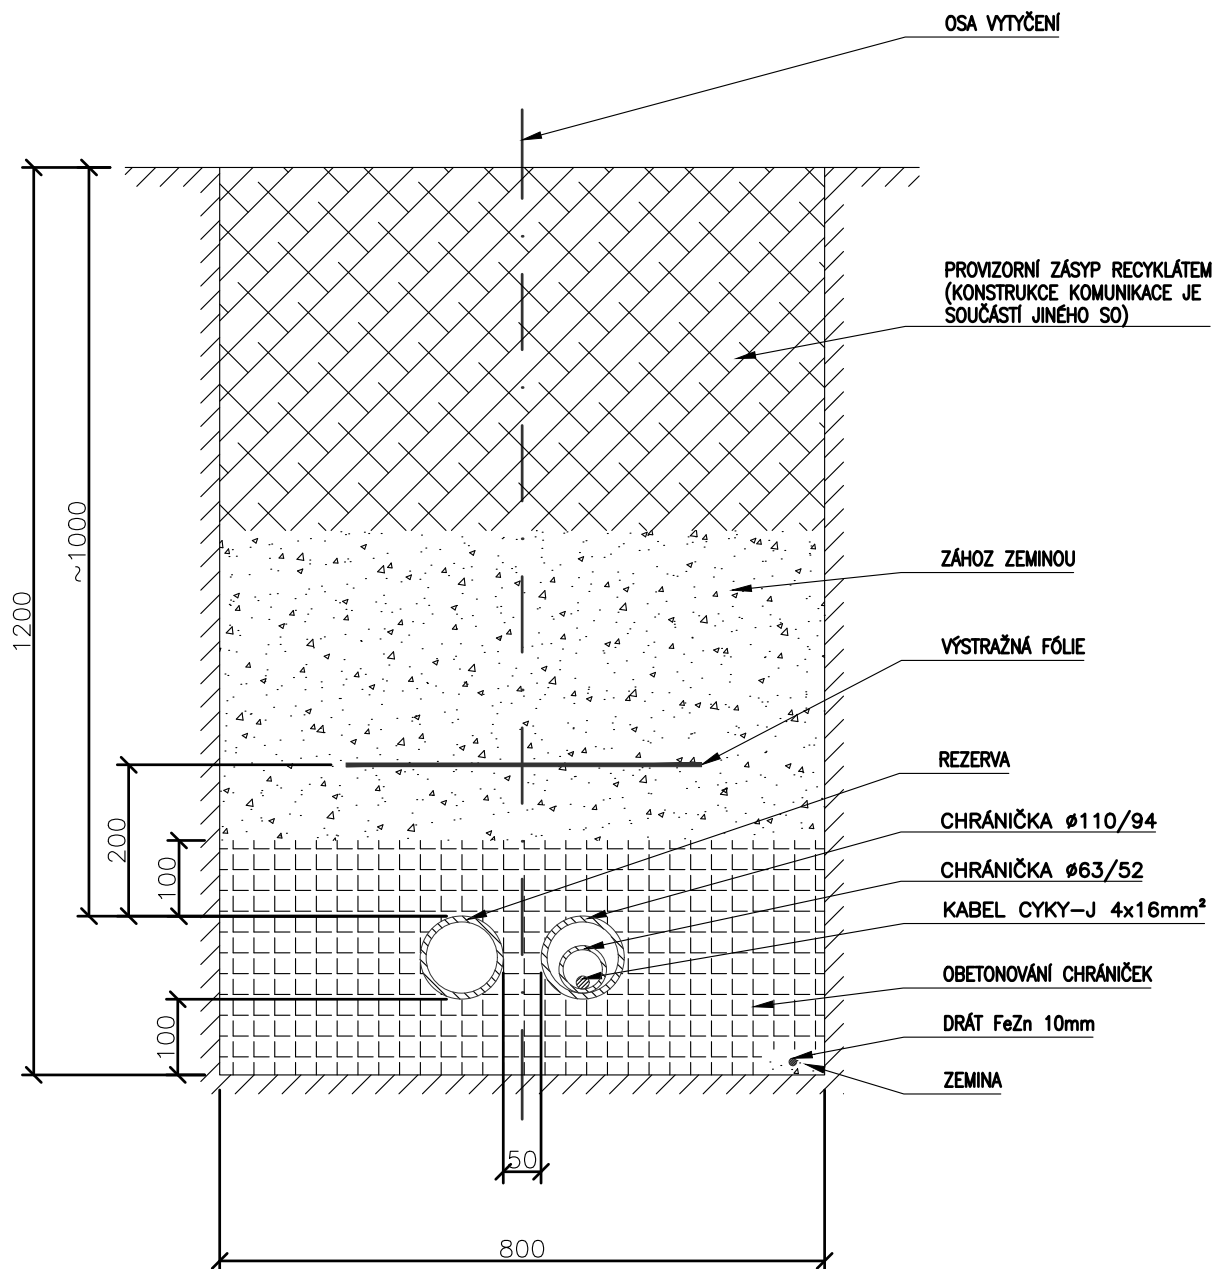 OSA VYTYČENÍ
PROVIZORNÍ ZÁSYP RECYKLÁTEM
(KONSTRUKCE KOMUNIKACE JE
SOUČÁSTÍ JINÉHO SO)
ZÁHOZ ZEMINOU
VÝSTRAŽNÁ FÓLIE
REZERVA
CHRÁNIČKA ø110/94
CHRÁNIČKA ø63/52
KABEL CYKY-J 4x16mm²
OBETONOVÁNÍ CHRÁNIČEK
DRÁT FeZn 10mm
ZEMINA
1200
~1000
200
100
100
50
800